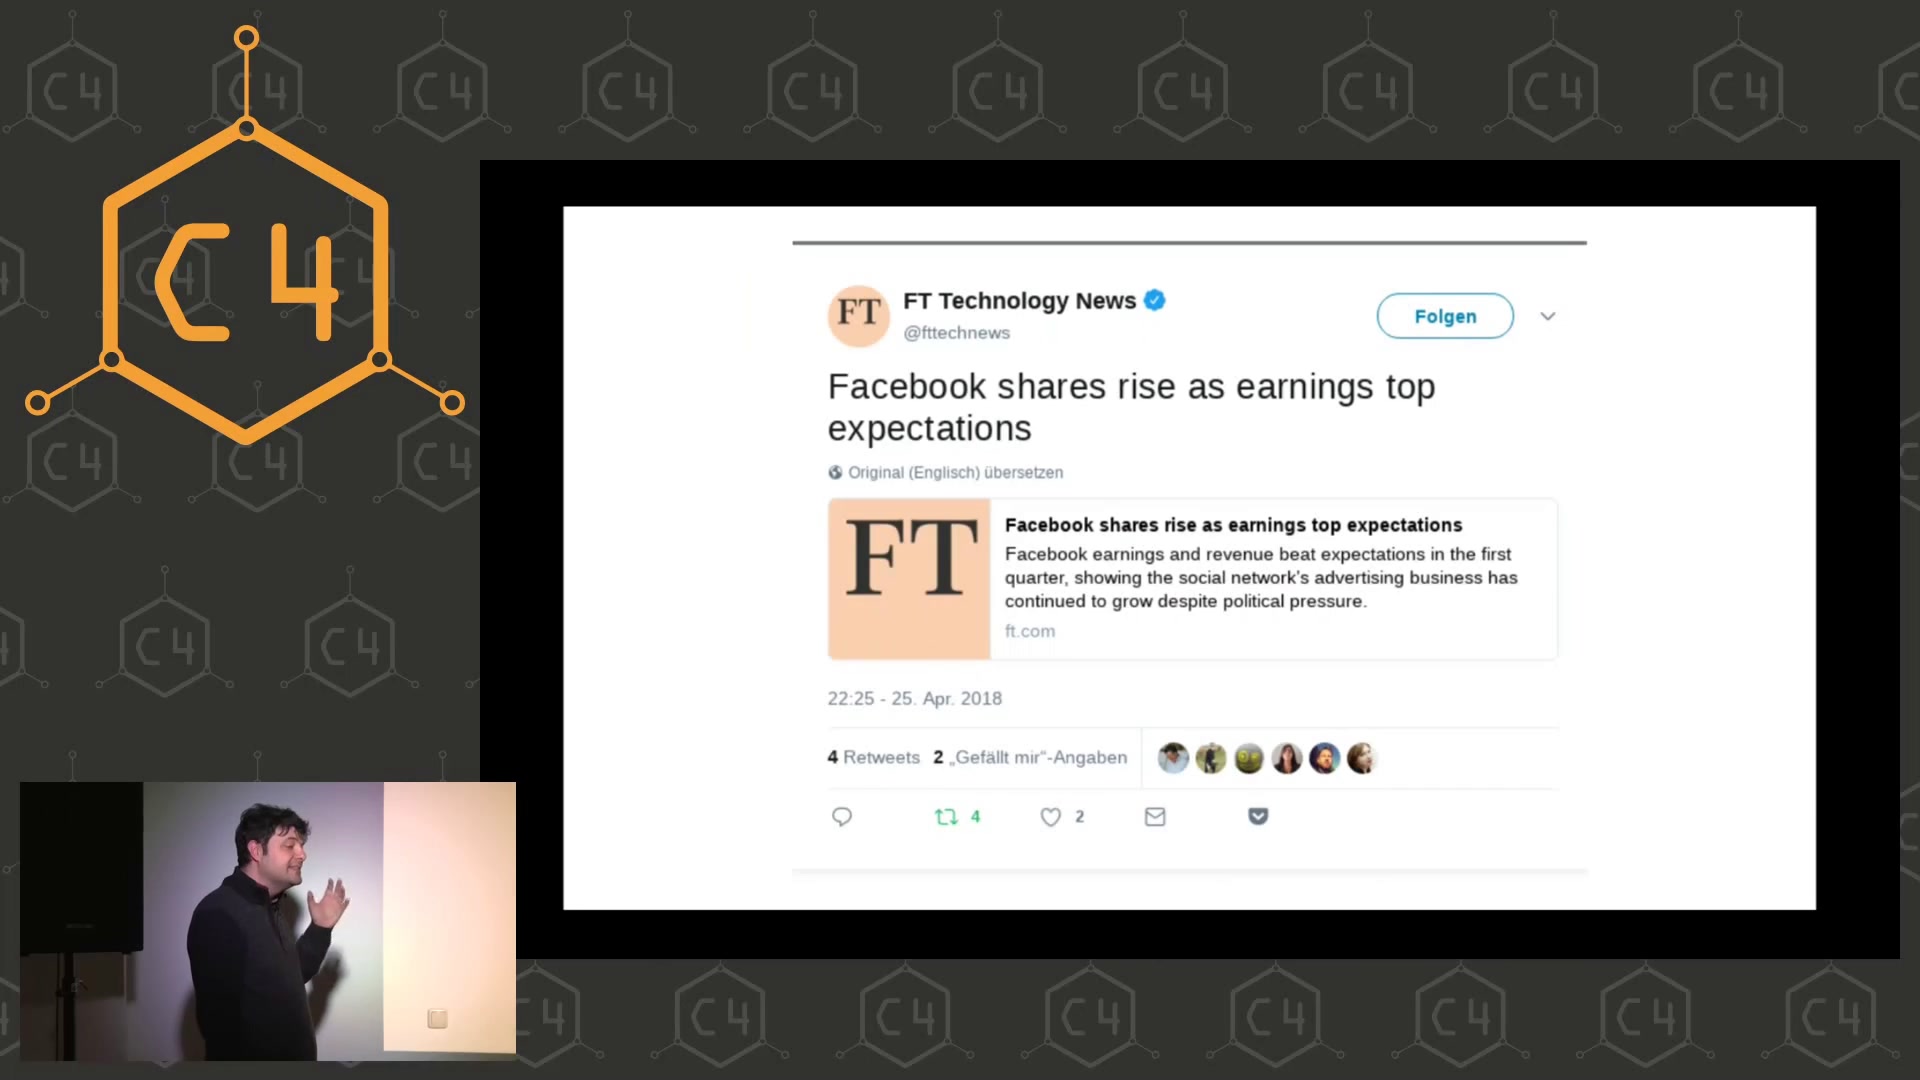 C4
FT
FT Technology News
@fttechnews
Folgen
Facebook shares rise as earnings top
expectations
Original (Englisch) übersetzen
FT
Facebook shares rise as earnings top expectations
Facebook earnings and revenue beat expectations in the first
quarter, showing the social network's advertising business has
continued to grow despite political pressure.
ft.com
22:25 - 25. Apr. 2018
4 Retweets 2 „Gefällt mir“-Angaben
4 2